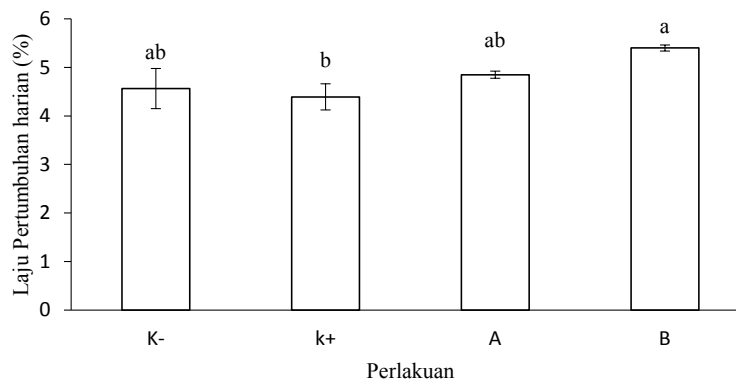 Laju Pertumbuhan harian (%)
6
5
4
3
2
1
0
ab
b
ab
a
K-
k+
A
B
Perlakuan